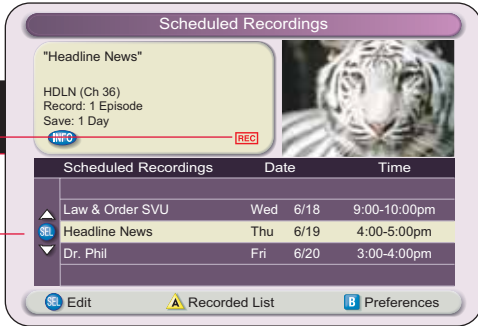 Scheduled Recordings
"Headline News"
HDLN (Ch 36)
Record: 1 Episode
Save: 1 Day
INFO REC
Scheduled Recordings Date Time
Law & Order SVU Wed 6/18 9:00-10:00pm
SEL Headline News Thu 6/19 4:00-5:00pm
Dr. Phil Fri 6/20 3:00-4:00pm
SEL Edit A Recorded List B Preferences